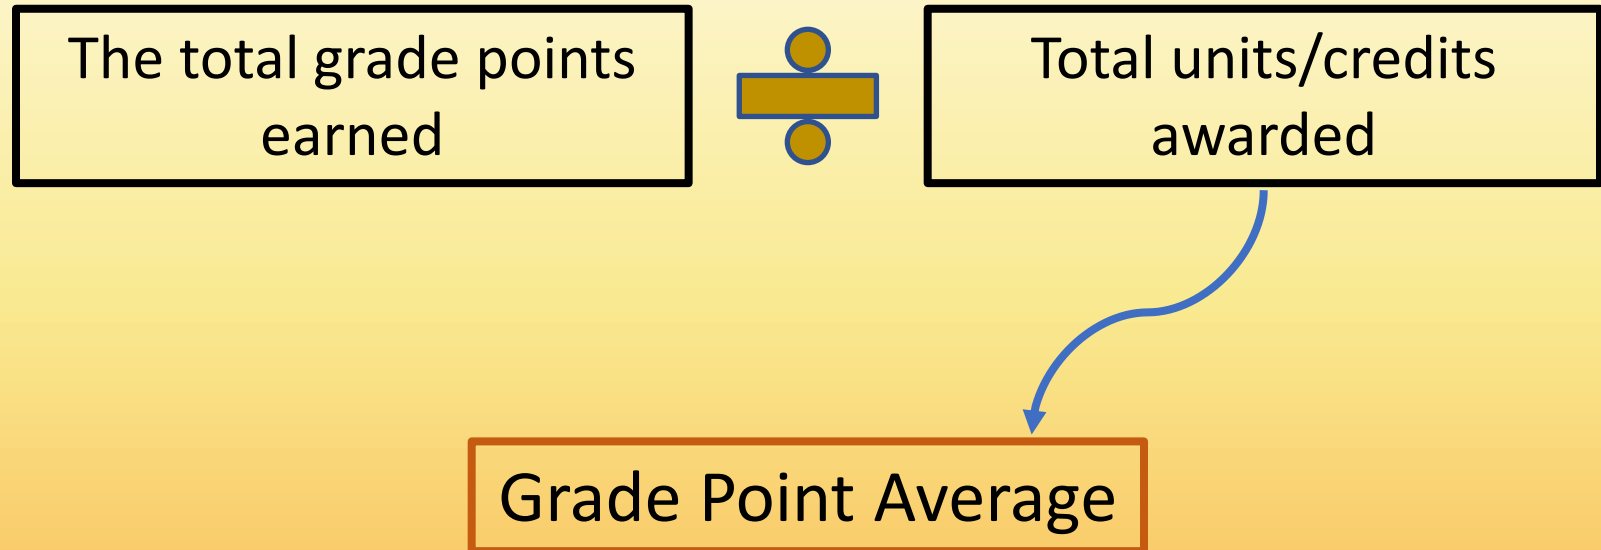 The total grade points
earned
Total units/credits
awarded
Grade Point Average